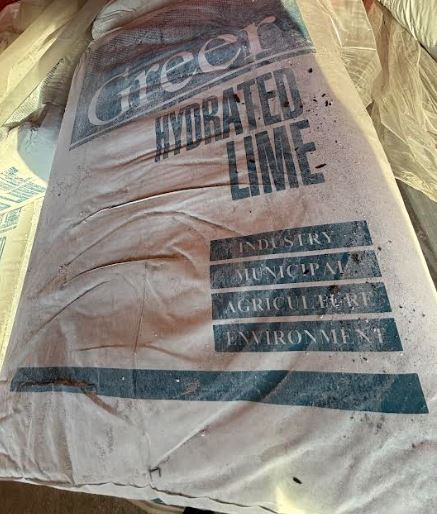 Greer
HYDRATED
LIME
INDUSTRY
MUNICIPAL
AGRICULTURE
ENVIRONMENT